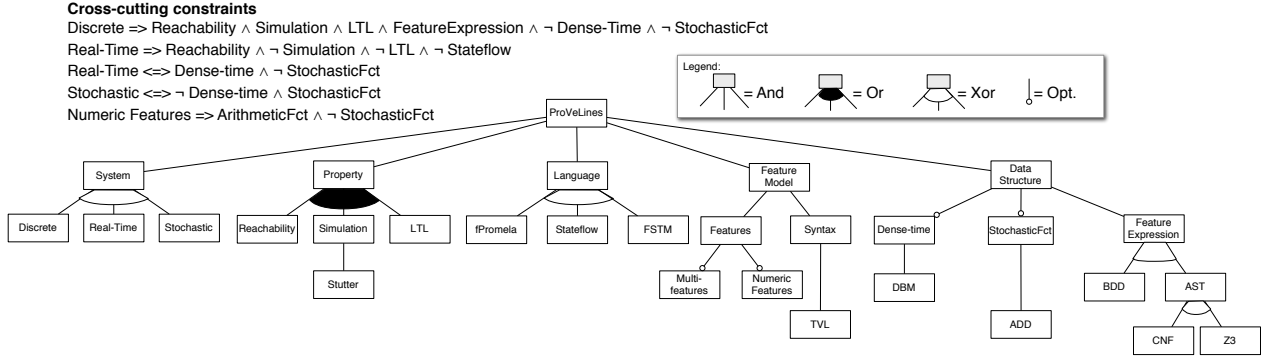 Cross-cutting constraints
Discrete => Reachability ∧ Simulation ∧ LTL ∧ FeatureExpression ∧ ¬ Dense-Time ∧ ¬ StochasticFct
Real-Time => Reachability ∧ ¬ Simulation ∧ ¬ LTL ∧ ¬ Stateflow
Real-Time <=> Dense-time ∧ ¬ StochasticFct
Stochastic <=> ¬ Dense-time ∧ StochasticFct
Numeric Features => ArithmeticFct ∧ ¬ StochasticFct
Legend:
= And
= Or
= Xor
= Opt.
ProVeLines
System
Property
Language
Feature
Model
Data
Structure
Discrete
Real-Time
Stochastic
Reachability
Simulation
LTL
fPromela
Stateflow
FSTM
Features
Syntax
Dense-time
StochasticFct
Feature
Expression
Stutter
Multi-
features
Numeric
Features
DBM
BDD
AST
TVL
ADD
CNF
Z3